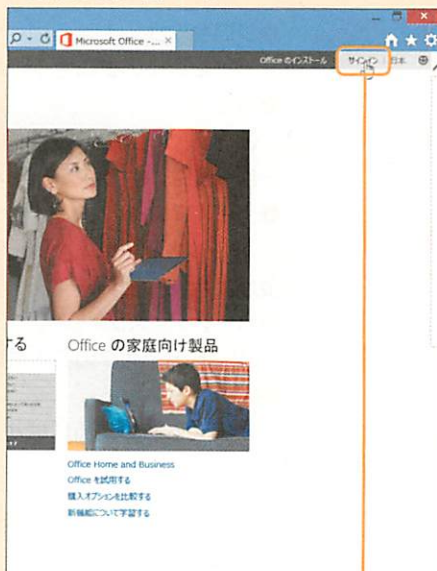 Microsoft Office -...
Office のインストール サインイン 日本
する Office の家庭向け製品
Office Home and Business
Office を試用する
購入オプションを比較する
新機能について学習する